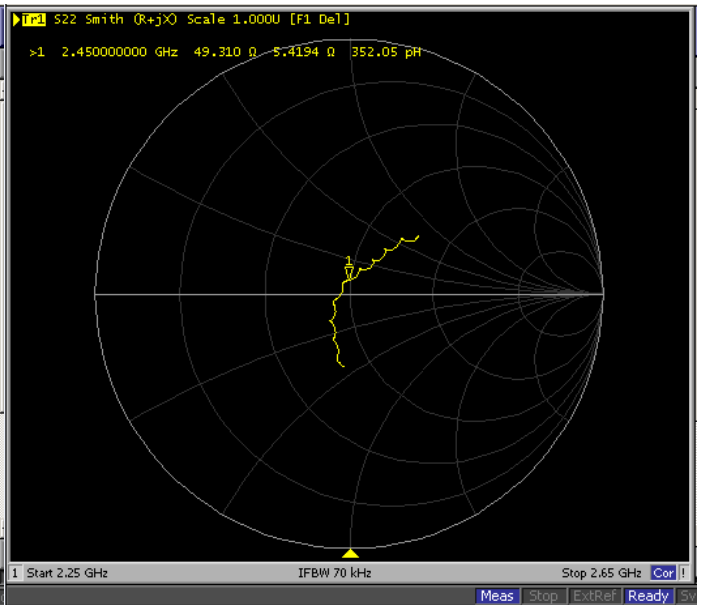 Tr1 S22 Smith (R+jX) Scale 1.000U [F1 Del]
>1 2.450000000 GHz 49.310 Ω 5.4194 Ω 352.05 pH
1
1 Start 2.25 GHz IFBW 70 kHz Stop 2.65 GHz Cor !
Meas Stop ExtRef Ready Sv